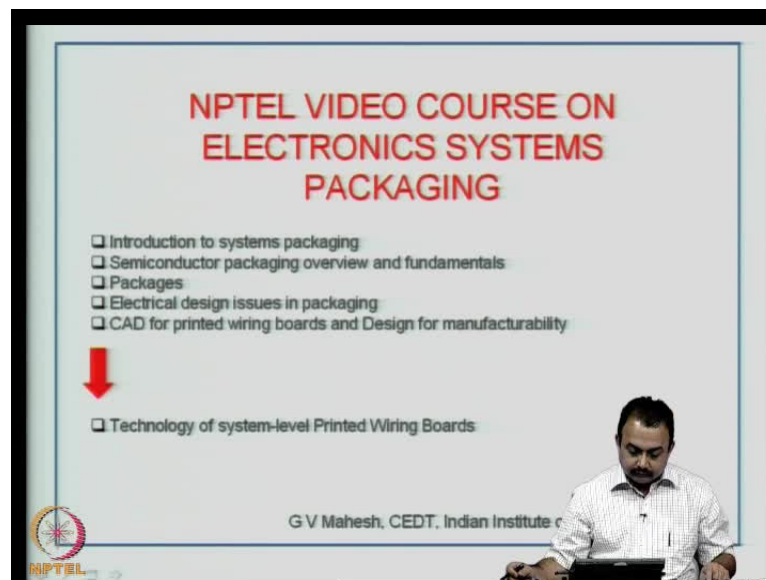 NPTEL VIDEO COURSE ON
ELECTRONICS SYSTEMS
PACKAGING
Introduction to systems packaging
Semiconductor packaging overview and fundamentals
Packages
Electrical design issues in packaging
CAD for printed wiring boards and Design for manufacturability
Technology of system-level Printed Wiring Boards
G V Mahesh, CEDT, Indian Institute
NPTEL